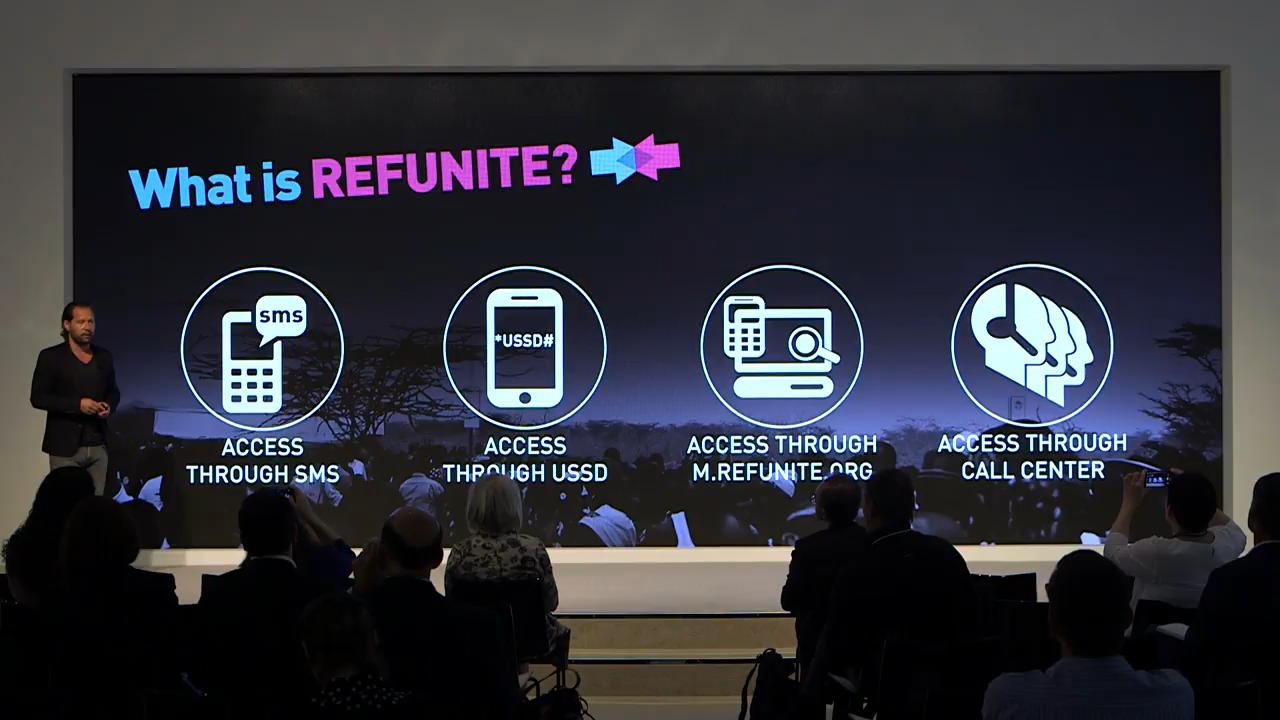 What is REFUNITE?
sms
*USSD#
ACCESS
THROUGH SMS
ACCESS
THROUGH USSD
ACCESS THROUGH
M.REFUNITE.ORG
ACCESS THROUGH
CALL CENTER